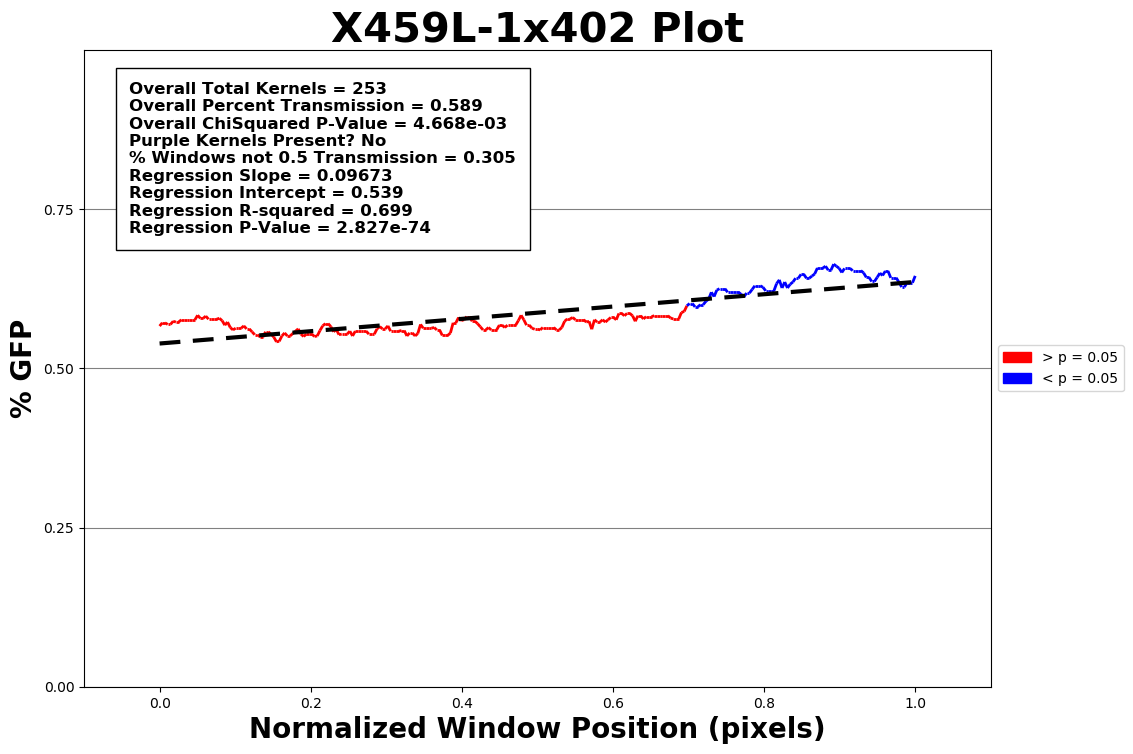 X459L-1x402 Plot
Overall Total Kernels = 253
Overall Percent Transmission = 0.589
Overall ChiSquared P-Value = 4.668e-03
Purple Kernels Present? No
% Windows not 0.5 Transmission = 0.305
Regression Slope = 0.09673
Regression Intercept = 0.539
Regression R-squared = 0.699
Regression P-Value = 2.827e-74
% GFP
0.75
0.50
0.25
0.00
> p = 0.05
< p = 0.05
0.0 0.2 0.4 0.6 0.8 1.0
Normalized Window Position (pixels)